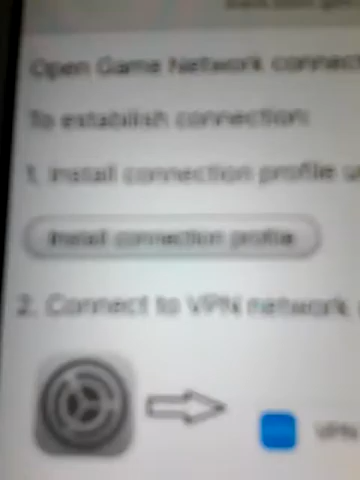 Open Game Network connect
To establish connection:
1. Install connection profile
Install connection profile
2. Connect to VPN network
VPN